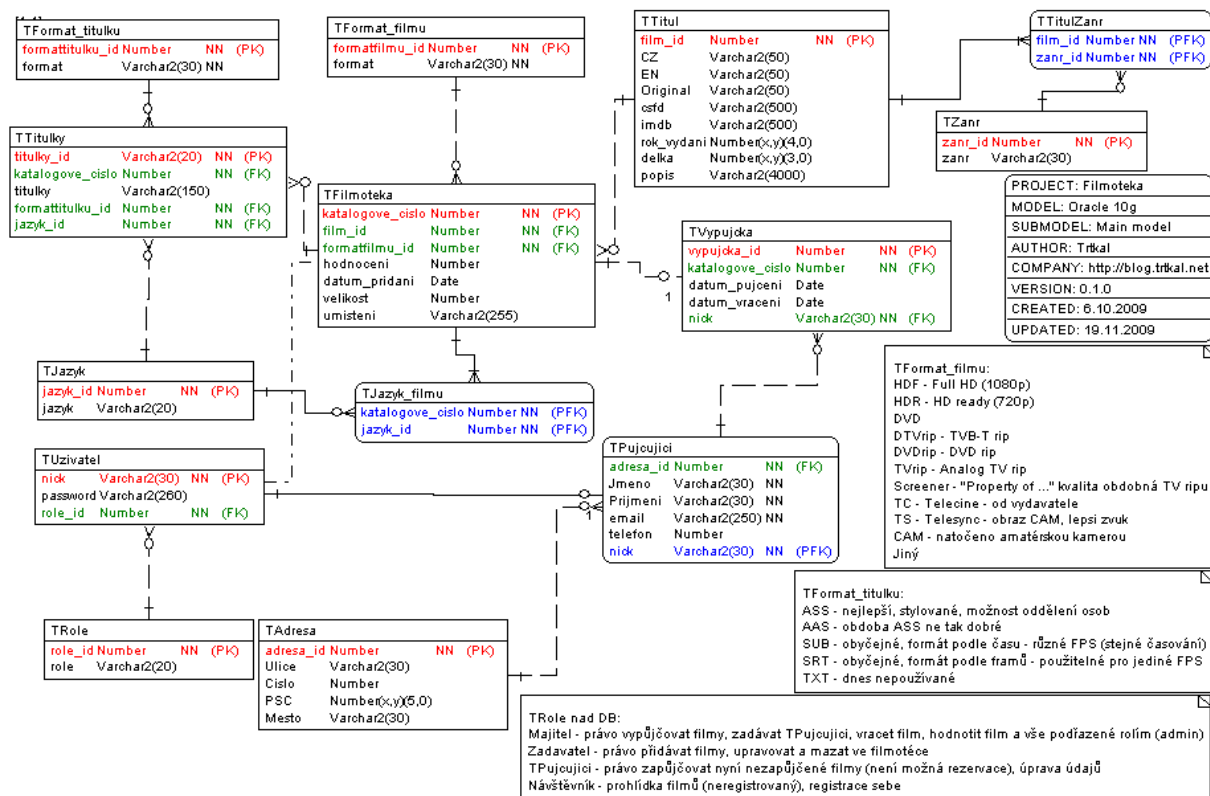 TFormat_titulku
formattitulku_id Number NN (PK)
format Varchar2(30) NN
TFormat_filmu
formatfilmu_id Number NN (PK)
format Varchar2(30) NN
TTitul
film_id Number NN (PK)
CZ Varchar2(50)
EN Varchar2(50)
Original Varchar2(50)
csfd Varchar2(500)
imdb Varchar2(500)
rok_vydani Number(x,y)(4,0)
delka Number(x,y)(3,0)
popis Varchar2(4000)
TTitulZanr
film_id Number NN (PFK)
zanr_id Number NN (PFK)
TZanr
zanr_id Number NN (PK)
zanr Varchar2(30)
TTitulky
titulky_id Varchar2(20) NN (PK)
katalogove_cislo Number NN (FK)
titulky Varchar2(150)
formattitulku_id Number NN (FK)
jazyk_id Number NN (FK)
TFilmoteka
katalogove_cislo Number NN (PK)
film_id Number NN (FK)
formatfilmu_id Number NN (FK)
hodnoceni Number
datum_pridani Date
velikost Number
umisteni Varchar2(255)
TVypujcka
vypujcka_id Number NN (PK)
katalogove_cislo Number NN (FK)
datum_pujceni Date
datum_vraceni Date
nick Varchar2(30) NN (FK)
1
PROJECT: Filmoteka
MODEL: Oracle 10g
SUBMODEL: Main model
AUTHOR: Trtkal
COMPANY: http://blog.trtkal.net
VERSION: 0.1.0
CREATED: 6.10.2009
UPDATED: 19.11.2009
TJazyk
jazyk_id Number NN (PK)
jazyk Varchar2(20)
TJazyk_filmu
katalogove_cislo Number NN (PFK)
jazyk_id Number NN (PFK)
TFormat_filmu:
HDF - Full HD (1080p)
HDR - HD ready (720p)
DVD
DTVrip - TVB-T rip
DVDrip - DVD rip
TVrip - Analog TV rip
Screener - "Property of ..." kvalita obdobná TV ripu
TC - Telecine - od vydavatele
TS - Telesync - obraz CAM, lepsi zvuk
CAM - natočeno amatérskou kamerou
Jiný
TUzivatel
nick Varchar2(30) NN (PK)
password Varchar2(260)
role_id Number NN (FK)
TPujcujici
adresa_id Number NN (FK)
Jmeno Varchar2(30) NN
Prijmeni Varchar2(30) NN
email Varchar2(250) NN
telefon Number
nick Varchar2(30) NN (PFK)
1
TRole
role_id Number NN (PK)
role Varchar2(20)
TAdresa
adresa_id Number NN (PK)
Ulice Varchar2(30)
Cislo Number
PSC Number(x,y)(5,0)
Mesto Varchar2(30)
TFormat_titulku:
ASS - nejlepší, stylované, možnost oddělení osob
AAS - obdoba ASS ne tak dobré
SUB - obyčejné, formát podle času - různé FPS (stejné časování)
SRT - obyčejné, formát podle framů - použitelné pro jediné FPS
TXT - dnes nepoužívané
TRole nad DB:
Majitel - právo vypůjčovat filmy, zadávat TPujcujici, vracet film, hodnotit film a vše podřazené rolím (admin)
Zadavatel - právo přidávat filmy, upravovat a mazat ve filmotéce
TPujcujici - právo zapůjčovat nyní nezapůjčené filmy (není možná rezervace), úprava údajů
Návštěvník - prohlídka filmů (neregistrovaný), registrace sebe